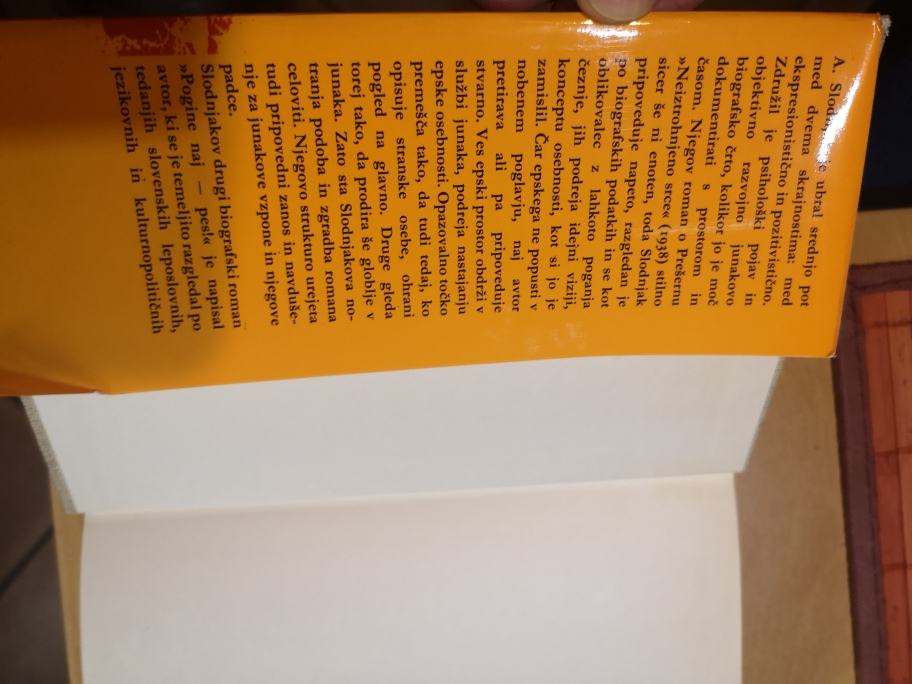 A. Slodnjak je ubral srednjo pot
med dvema skrajnostima: med
ekspresionistično in pozitivistično.
Združil je psihološki pojav in
objektivno razvojno junakovo
biografsko črto, kolikor jo je moč
dokumentirati s prostorom in
časom. Njegov roman o Prešernu
»Neiztrohnjeno srce« (1938) stilno
sicer še ni enoten, toda Slodnjak
pripoveduje napeto, razgledan je
po biografskih podatkih in se kot
oblikovalec z lahkoto poganja
čeznje, jih podreja idejni viziji,
konceptu osebnosti, kot si jo je
zamislil. Čar epskega ne popusti v
nobenem poglavju, naj avtor
pretirava ali pa pripoveduje
stvarno. Ves epski prostor obdrži v
službi junaka, podreja nastajanju
epske osebnosti. Opazovalno točko
premešča tako, da tudi tedaj, ko
opisuje stranske osebe, ohrani
pogled na glavno. Druge gleda
torej tako, da prodira še globlje v
junaka. Zato sta Slodnjakova no-
tranja podoba in zgradba romana
celoviti. Njegovo strukturo urejeta
tudi pripovedni zanos in navduše-
nje za junakove vzpone in njegove
padce.
Slodnjakov drugi biografski roman
»Pogine naj — pes!« je napisal
avtor, ki se je temeljito razgledal po
tedanjih slovenskih leposlovnih,
jezikovnih in kulturnopolitičnih